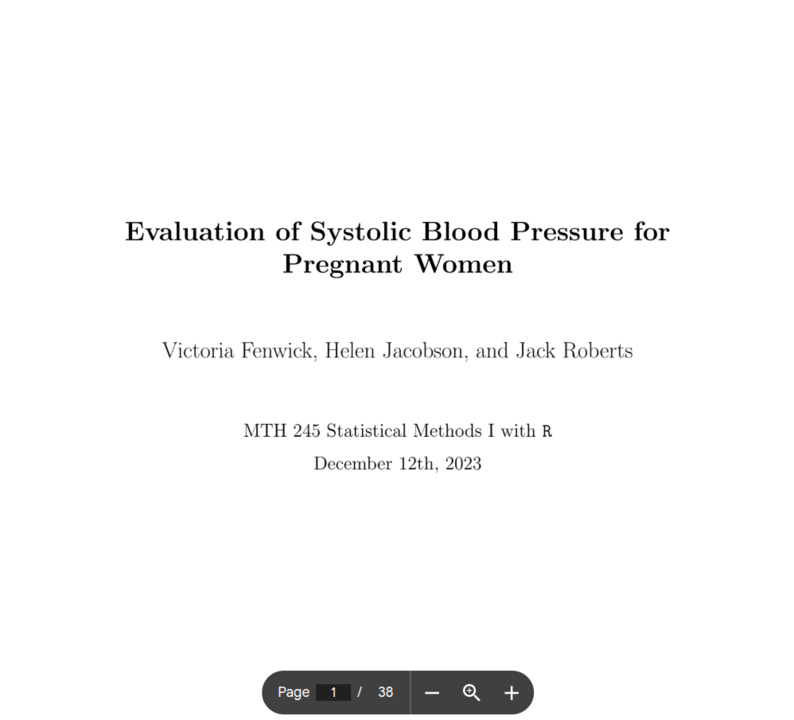 Evaluation of Systolic Blood Pressure for
Pregnant Women
Victoria Fenwick, Helen Jacobson, and Jack Roberts
MTH 245 Statistical Methods I with R
December 12th, 2023
Page 1 / 38